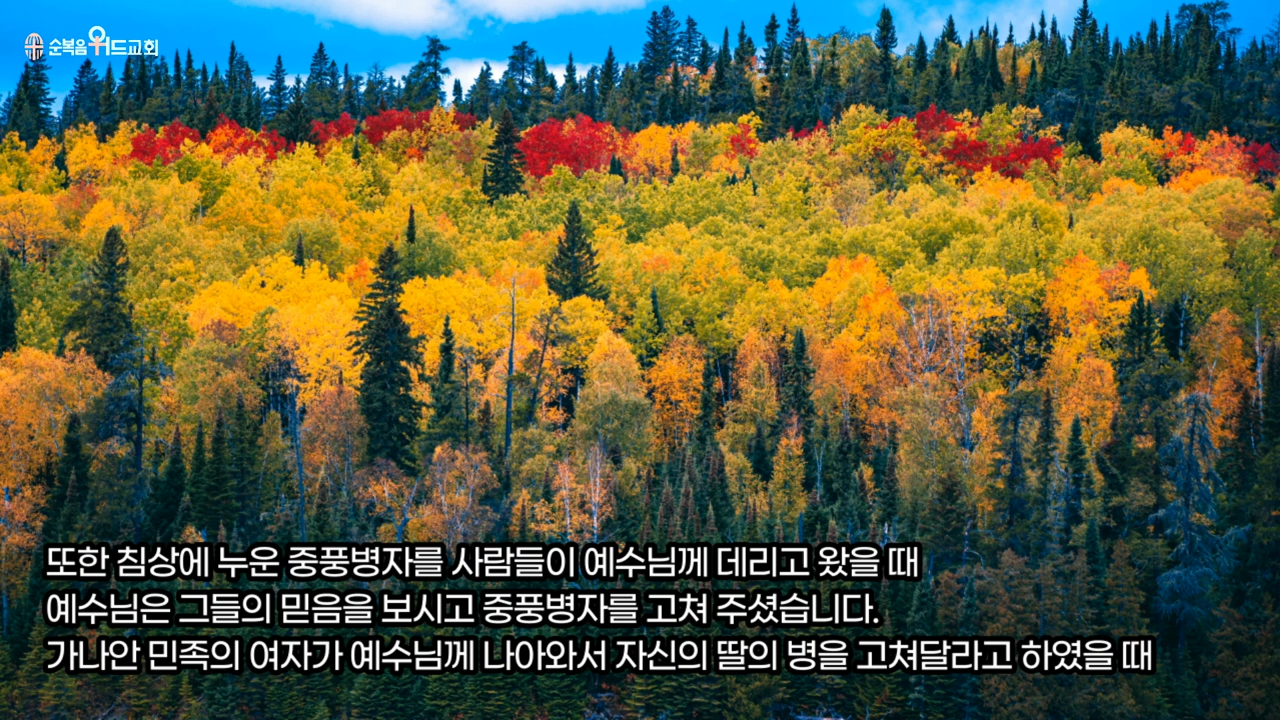 순복음위드교회
또한 침상에 누운 중풍병자를 사람들이 예수님께 데리고 왔을 때
예수님은 그들의 믿음을 보시고 중풍병자를 고쳐 주셨습니다.
가나안 민족의 여자가 예수님께 나아와서 자신의 딸의 병을 고쳐달라고 하였을 때